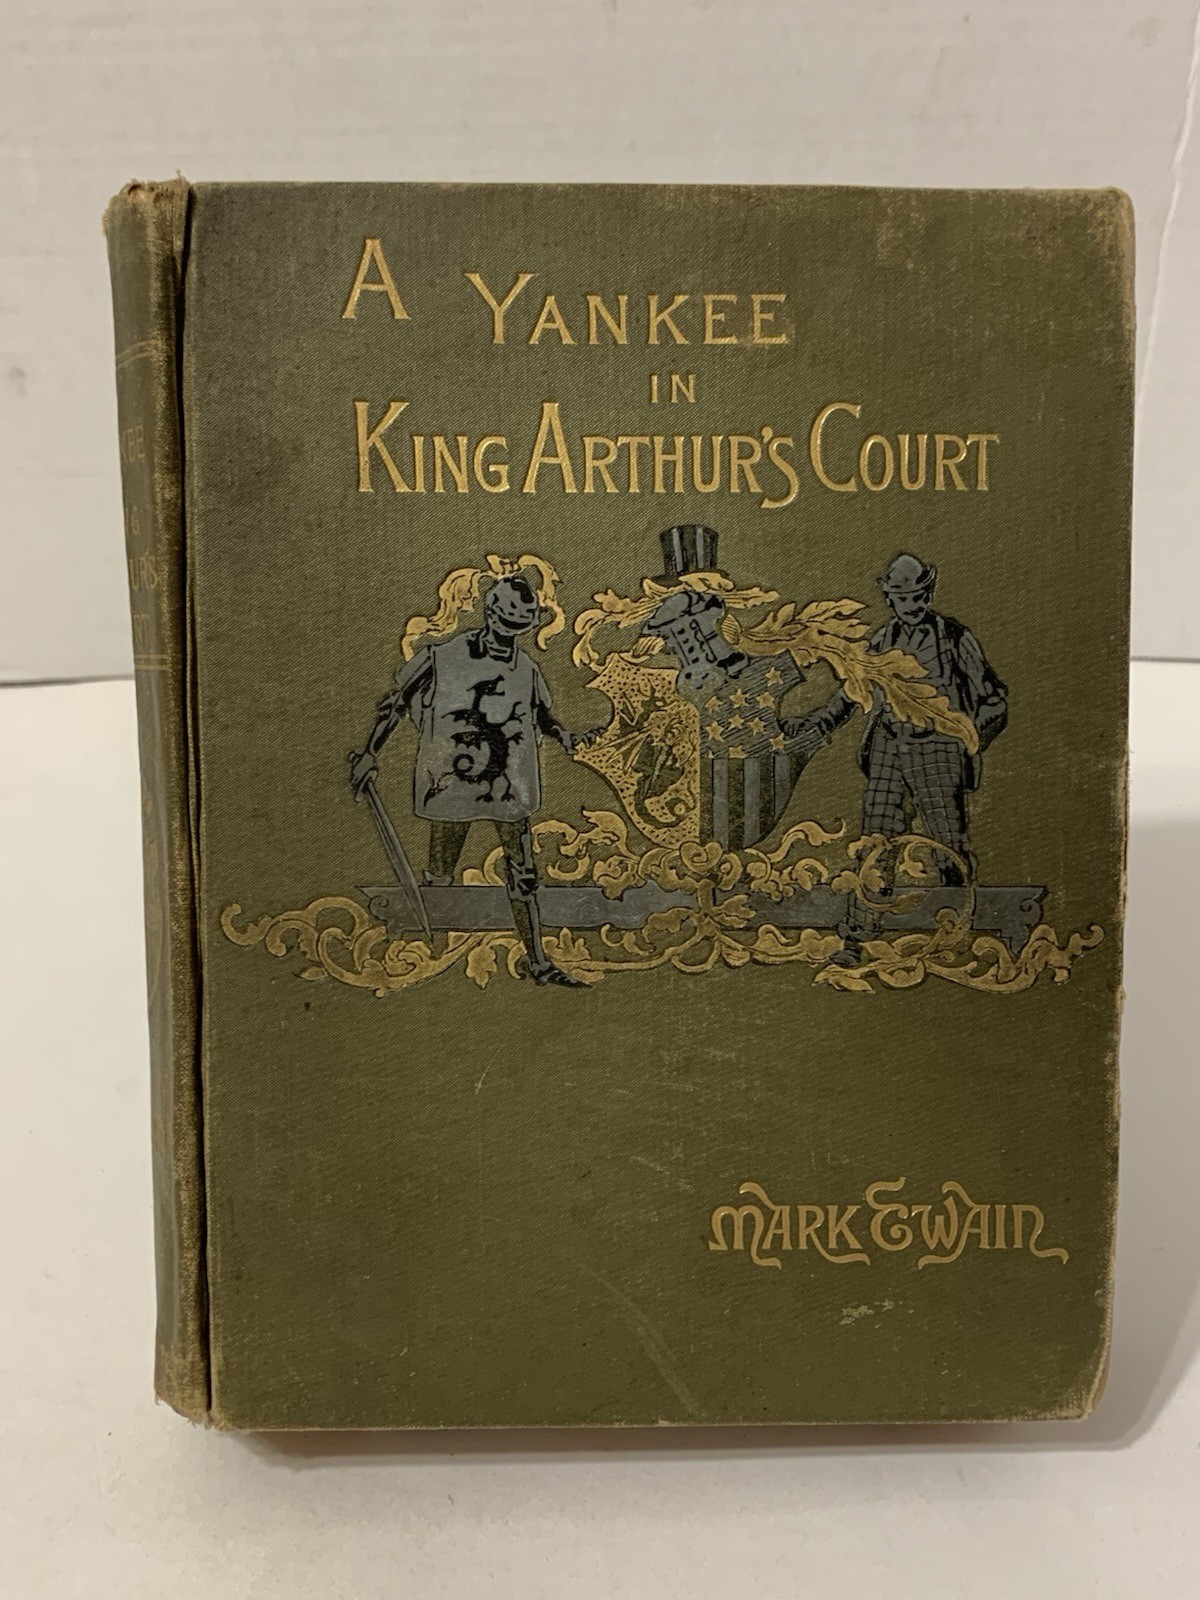 A YANKEE
IN
KING ARTHUR'S COURT
MARK TWAIN